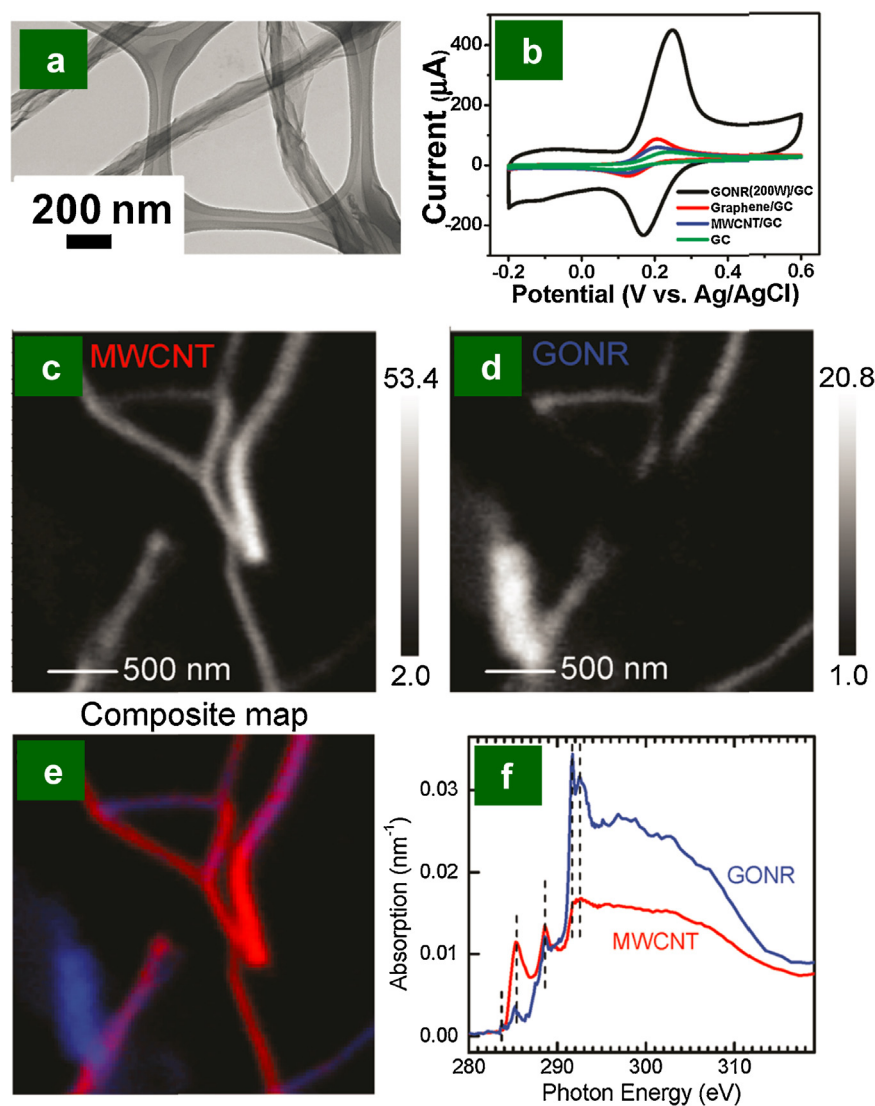 a
200 nm
b
Current (μA)
400
200
0
-200
GONR(200W)/GC
Graphene/GC
MWCNT/GC
GC
-0.2 0.0 0.2 0.4 0.6
Potential (V vs. Ag/AgCl)
c
MWCNT
53.4
2.0
500 nm
d
GONR
20.8
1.0
500 nm
Composite map
e
f
Absorption (nm⁻¹)
0.03
0.02
0.01
0.00
GONR
MWCNT
280 290 300 310
Photon Energy (eV)